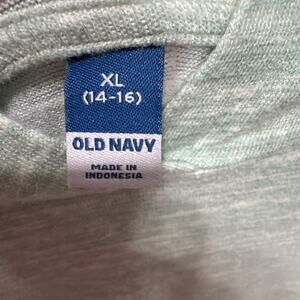 XL
(14-16)
OLD NAVY
MADE IN
INDONESIA